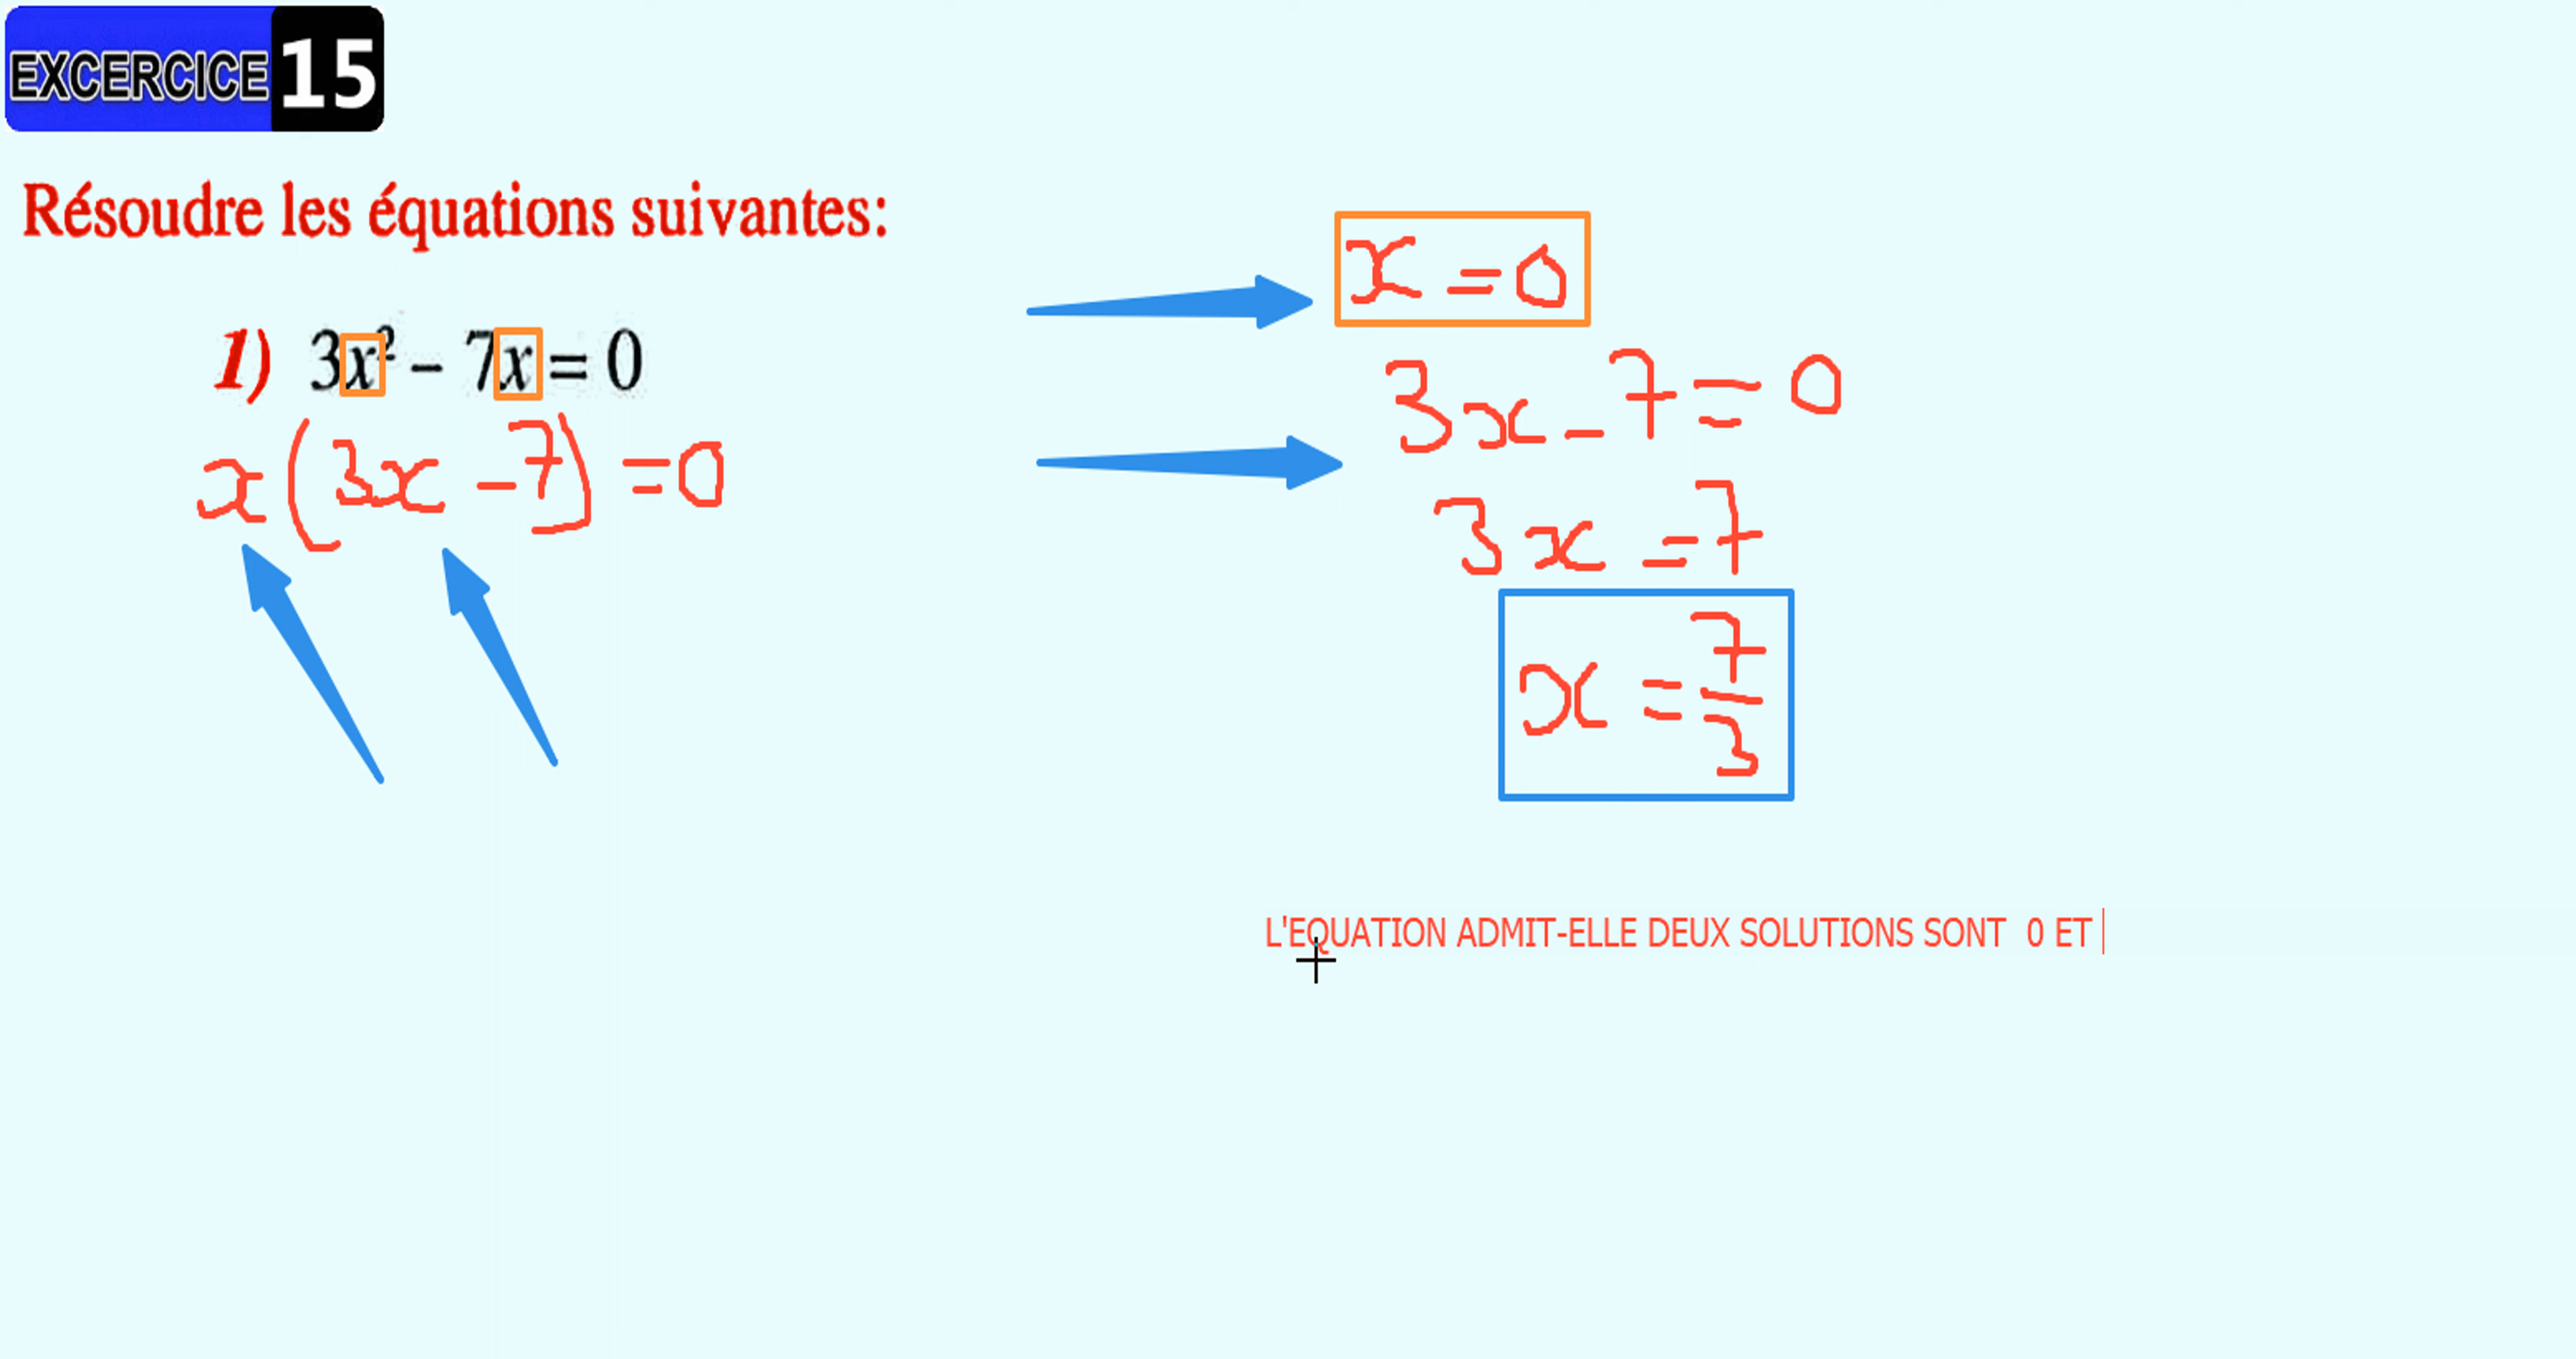 EXCERCICE 15
Résoudre les équations suivantes:
1) 3x² – 7x = 0
x(3x – 7) = 0
x = 0
3x – 7 = 0
3x = 7
x = 7/3
L'EQUATION ADMIT-ELLE DEUX SOLUTIONS SONT 0 ET